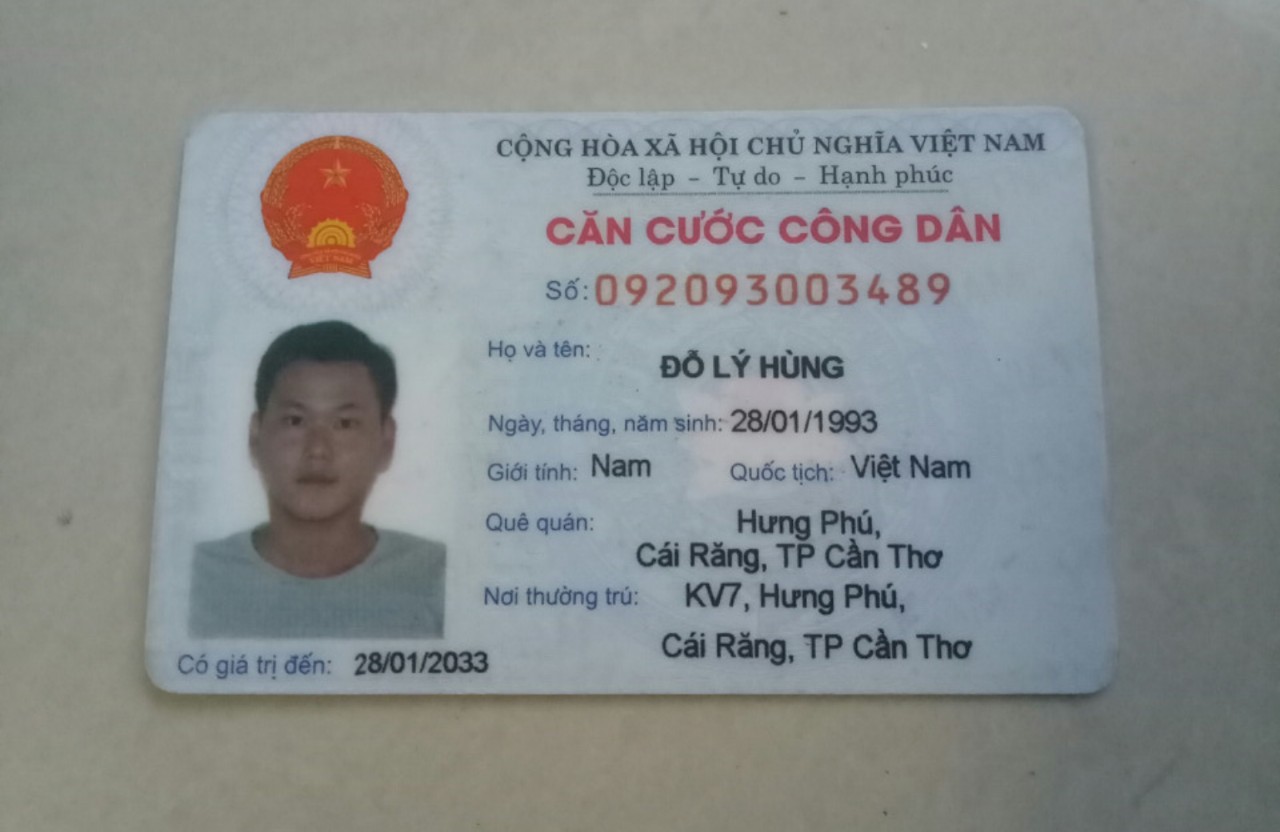 CỘNG HÒA XÃ HỘI CHỦ NGHĨA VIỆT NAM
Độc lập - Tự do - Hạnh phúc
CĂN CƯỚC CÔNG DÂN
Số: 092093003489
Họ và tên: ĐỖ LÝ HÙNG
Ngày, tháng, năm sinh: 28/01/1993
Giới tính: Nam Quốc tịch: Việt Nam
Quê quán: Hưng Phú,
Cái Răng, TP Cần Thơ
Nơi thường trú: KV7, Hưng Phú,
Cái Răng, TP Cần Thơ
Có giá trị đến: 28/01/2033
VIỆT NAM